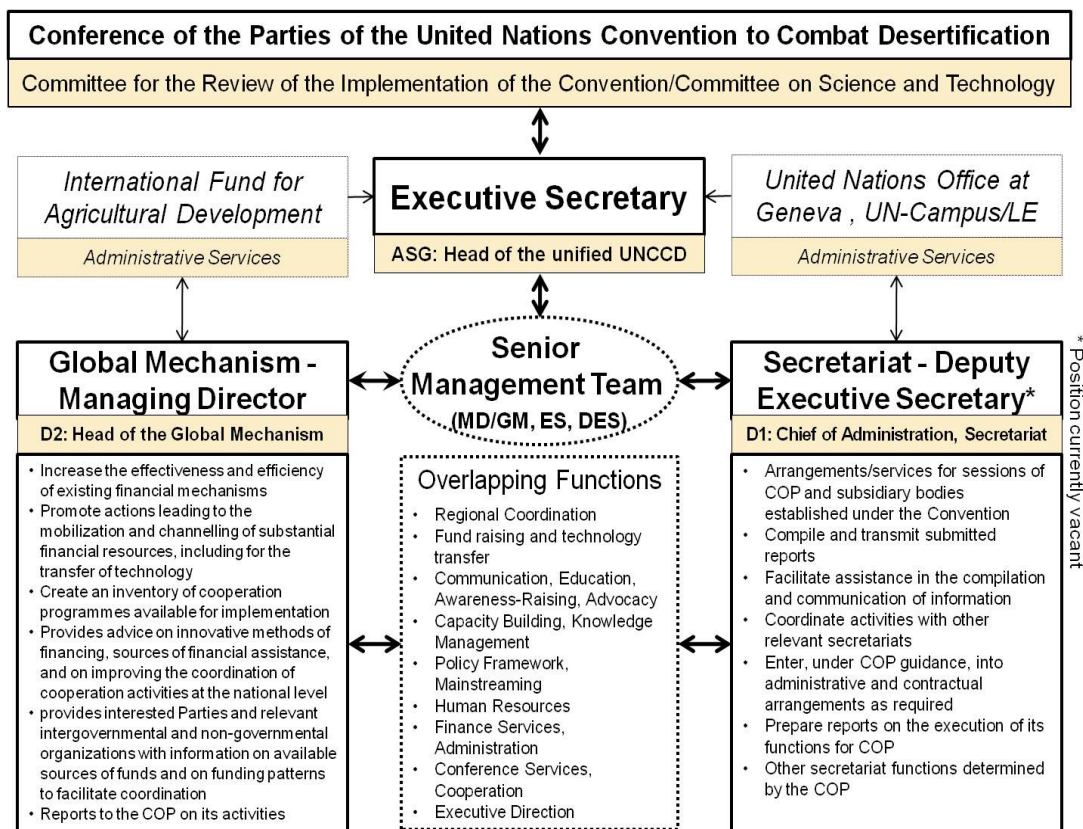 Conference of the Parties of the United Nations Convention to Combat Desertification
Committee for the Review of the Implementation of the Convention/Committee on Science and Technology
International Fund for
Agricultural Development
Administrative Services
Executive Secretary
ASG: Head of the unified UNCCD
United Nations Office at
Geneva , UN-Campus/LE
Administrative Services
Global Mechanism -
Managing Director
D2: Head of the Global Mechanism
• Increase the effectiveness and efficiency
of existing financial mechanisms
• Promote actions leading to the
mobilization and channelling of substantial
financial resources, including for the
transfer of technology
• Create an inventory of cooperation
programmes available for implementation
• Provides advice on innovative methods of
financing, sources of financial assistance,
and on improving the coordination of
cooperation activities at the national level
• provides interested Parties and relevant
intergovernmental and non-governmental
organizations with information on available
sources of funds and on funding patterns
to facilitate coordination
• Reports to the COP on its activities
Senior
Management Team
(MD/GM, ES, DES)
Overlapping Functions
• Regional Coordination
• Fund raising and technology
transfer
• Communication, Education,
Awareness-Raising, Advocacy
• Capacity Building, Knowledge
Management
• Policy Framework,
Mainstreaming
• Human Resources
• Finance Services,
Administration
• Conference Services,
Cooperation
• Executive Direction
Secretariat - Deputy
Executive Secretary*
D1: Chief of Administration, Secretariat
• Arrangements/services for sessions of
COP and subsidiary bodies
established under the Convention
• Compile and transmit submitted
reports
• Facilitate assistance in the compilation
and communication of information
• Coordinate activities with other
relevant secretariats
• Enter, under COP guidance, into
administrative and contractual
arrangements as required
• Prepare reports on the execution of its
functions for COP
• Other secretariat functions determined
by the COP
* Position currently vacant